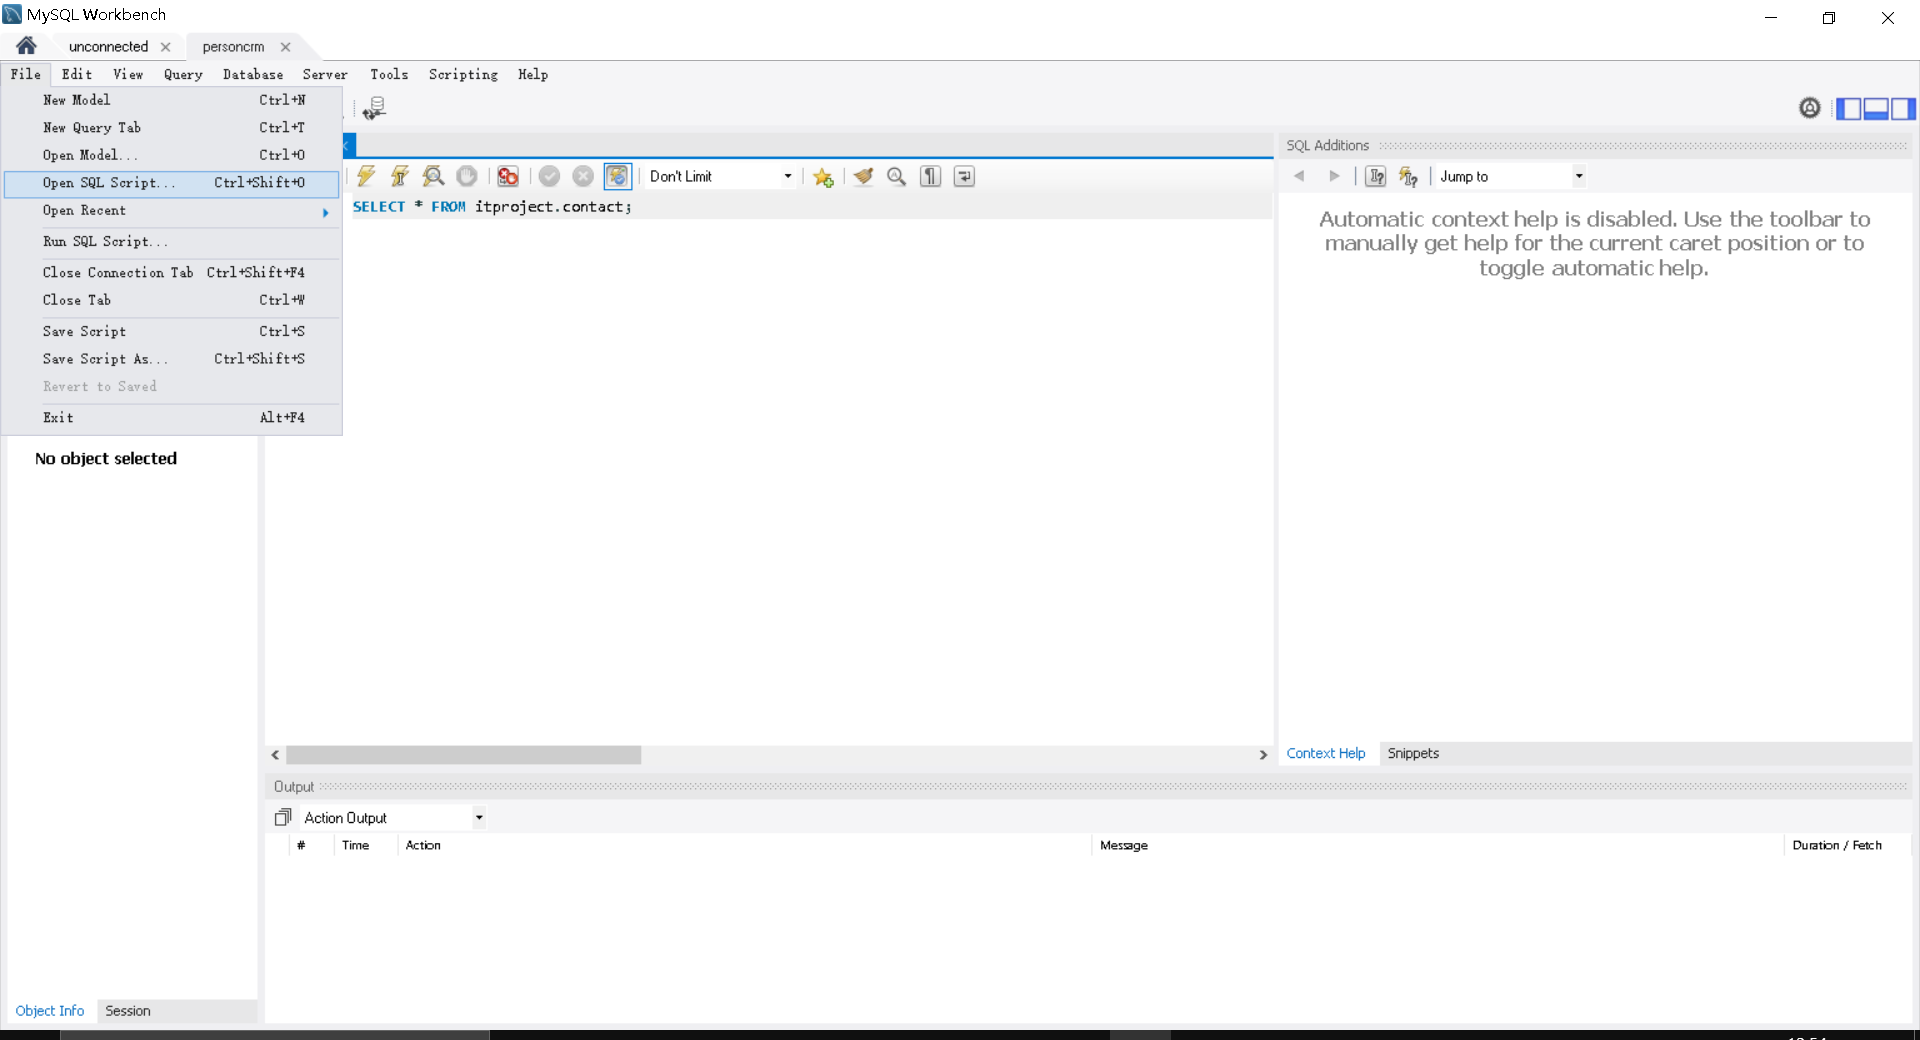 MySQL Workbench
unconnected
personcrm
File Edit View Query Database Server Tools Scripting Help
New Model Ctrl+N
New Query Tab Ctrl+T
Open Model... Ctrl+O
Open SQL Script... Ctrl+Shift+O
Open Recent
Run SQL Script...
Close Connection Tab Ctrl+Shift+F4
Close Tab Ctrl+W
Save Script Ctrl+S
Save Script As... Ctrl+Shift+S
Revert to Saved
Exit Alt+F4
No object selected
Object Info Session
Don't Limit
SELECT * FROM itproject.contact;
SQL Additions
Jump to
Automatic context help is disabled. Use the toolbar to
manually get help for the current caret position or to
toggle automatic help.
Context Help Snippets
Output
Action Output
# Time Action Message Duration / Fetch